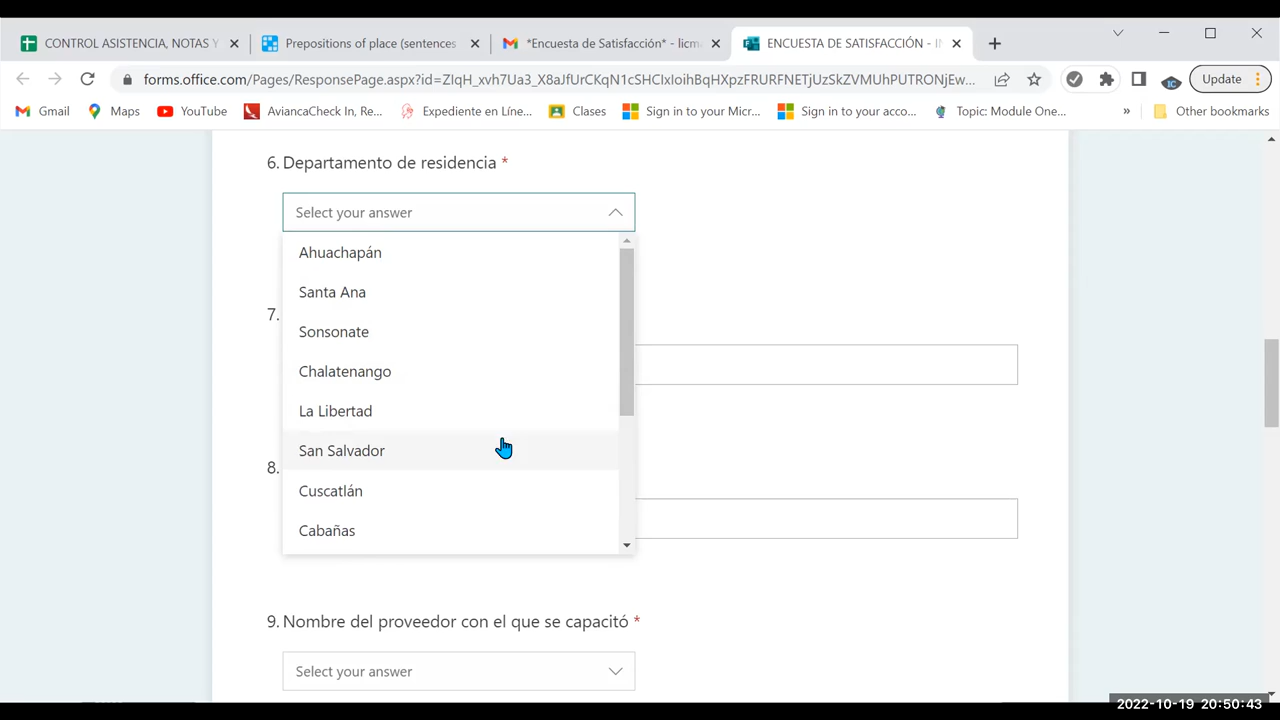 CONTROL ASISTENCIA, NOTAS Y
Prepositions of place (sentences
*Encuesta de Satisfacción* - licm
ENCUESTA DE SATISFACCIÓN - IN
forms.office.com/Pages/ResponsePage.aspx?id=ZIqH_xvh7Ua3_X8aJfUrCKqN1cSHCIxIoihBqHXpzFRURFNETjUzSkZVMUhPUTRONjEw...
Update
Gmail
Maps
YouTube
AviancaCheck In, Re...
Expediente en Líne...
Clases
Sign in to your Micr...
Sign in to your acco...
Topic: Module One...
»
Other bookmarks
6. Departamento de residencia *
Select your answer
Ahuachapán
Santa Ana
Sonsonate
7.
Chalatenango
La Libertad
San Salvador
8.
Cuscatlán
Cabañas
9. Nombre del proveedor con el que se capacitó *
Select your answer
2022-10-19 20:50:43